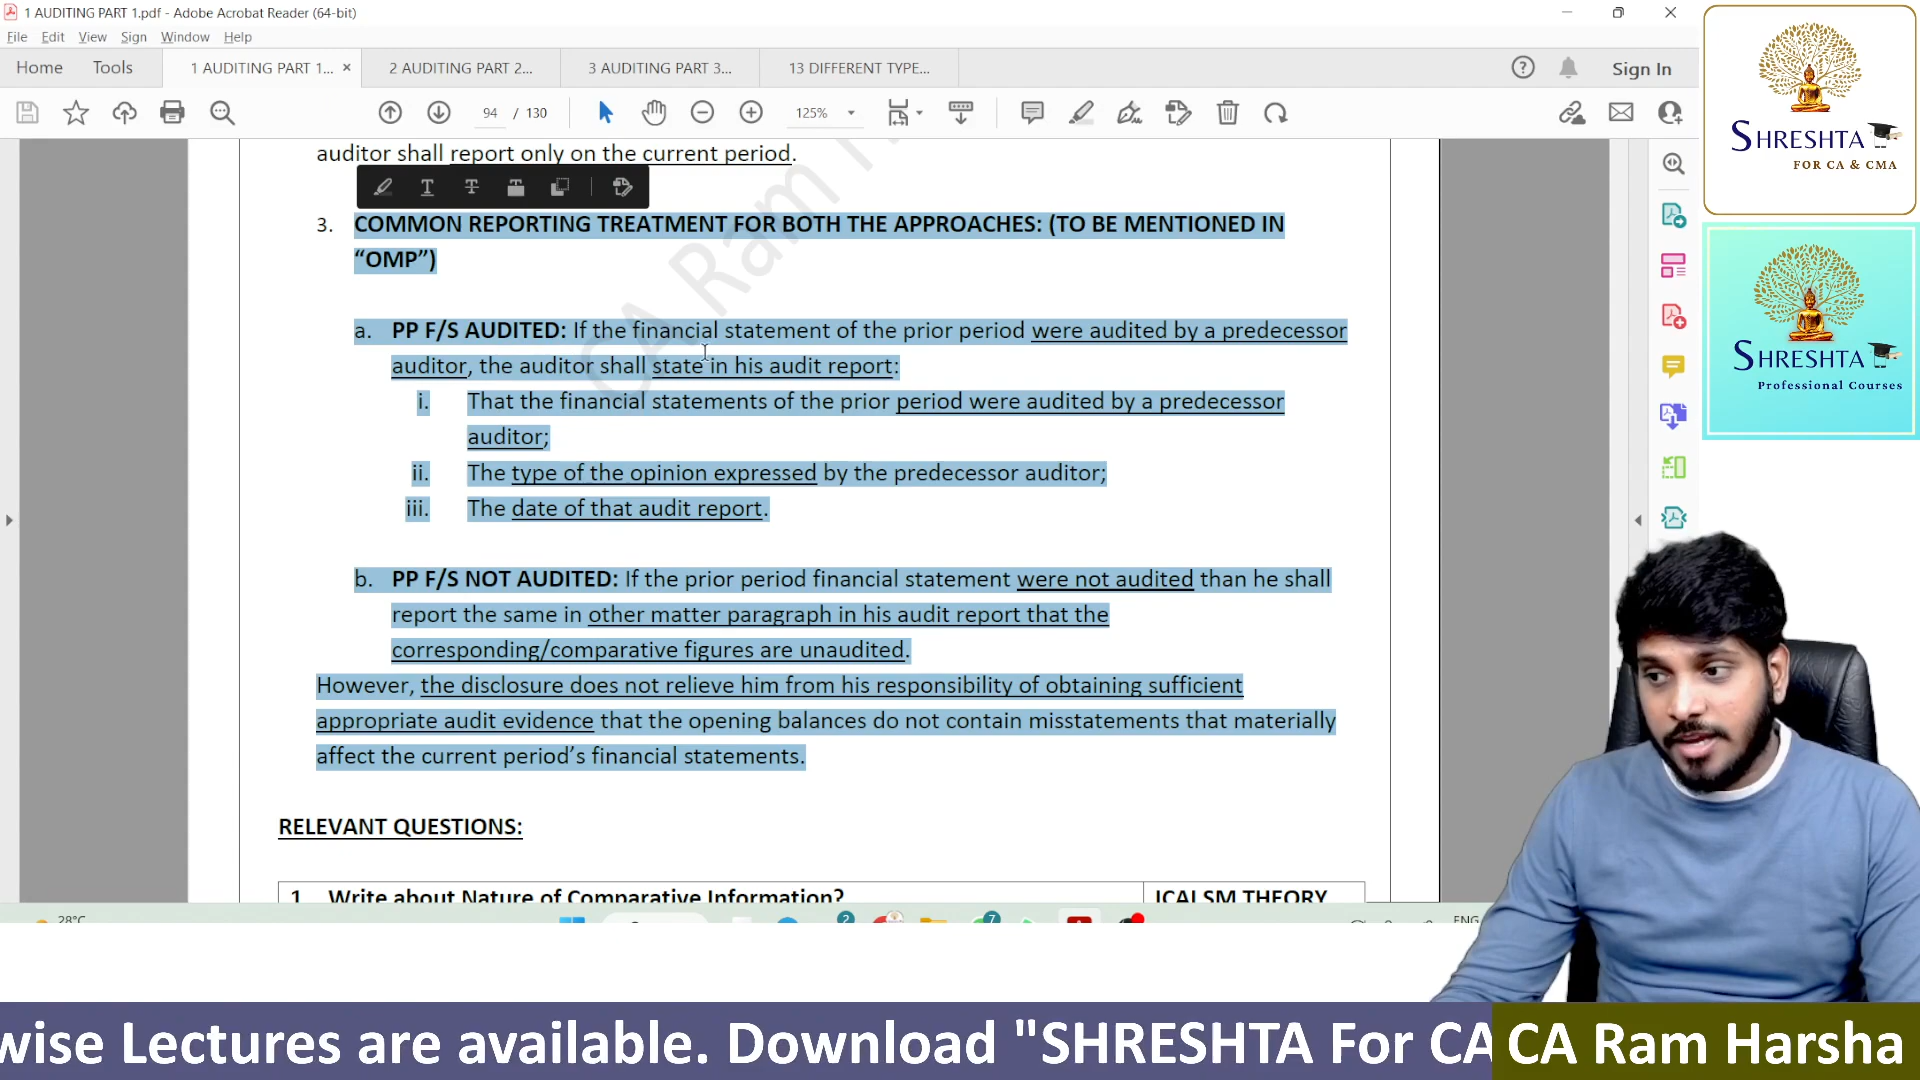 1 AUDITING PART 1.pdf - Adobe Acrobat Reader (64-bit)
File Edit View Sign Window Help
Home Tools 1 AUDITING PART 1... × 2 AUDITING PART 2... 3 AUDITING PART 3... 13 DIFFERENT TYPE... Sign In
94 / 130 125%
auditor shall report only on the current period.
3. COMMON REPORTING TREATMENT FOR BOTH THE APPROACHES: (TO BE MENTIONED IN
“OMP”)
a. PP F/S AUDITED: If the financial statement of the prior period were audited by a predecessor
auditor, the auditor shall state in his audit report:
i. That the financial statements of the prior period were audited by a predecessor
auditor;
ii. The type of the opinion expressed by the predecessor auditor;
iii. The date of that audit report.
b. PP F/S NOT AUDITED: If the prior period financial statement were not audited than he shall
report the same in other matter paragraph in his audit report that the
corresponding/comparative figures are unaudited.
However, the disclosure does not relieve him from his responsibility of obtaining sufficient
appropriate audit evidence that the opening balances do not contain misstatements that materially
affect the current period’s financial statements.
RELEVANT QUESTIONS:
1. Write about Nature of Comparative Information? ICAI SM THEORY
CA Ram
28°C 2 7 ENG
SHRESHTA
FOR CA & CMA
SHRESHTA
Professional Courses
wise Lectures are available. Download "SHRESHTA For CA
CA Ram Harsha